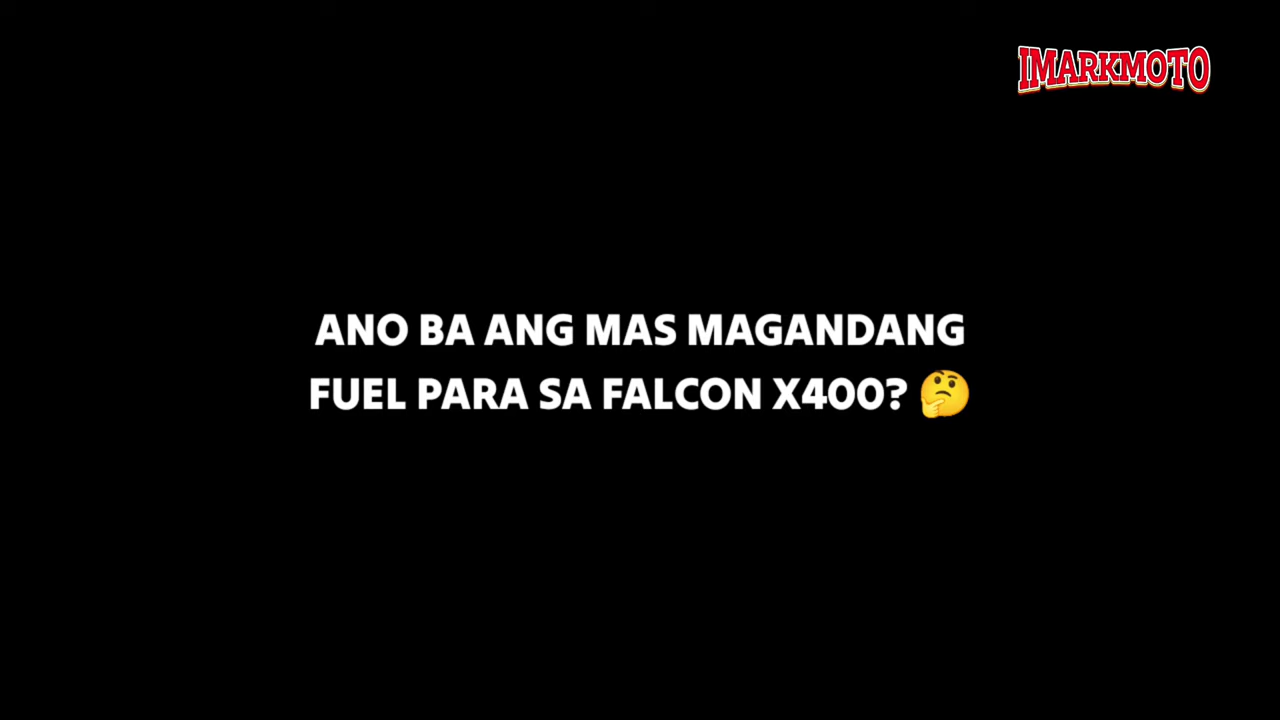 IMARKMOTO
ANO BA ANG MAS MAGANDANG
FUEL PARA SA FALCON X400? 🤔